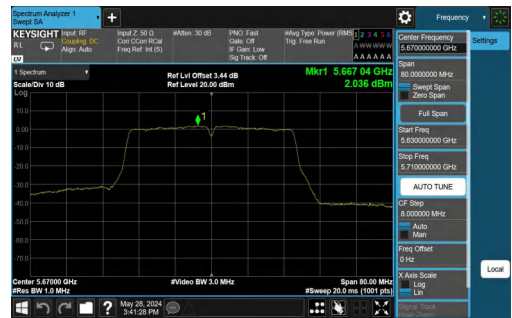 Spectrum Analyzer 1
Swept SA
+
Frequency
KEYSIGHT
RL
Input: RF
Coupling: DC
Align: Auto
Input Z: 50 Ω
Corr CCorr RCal
Freq Ref: Int (S)
#Atten: 30 dB
PNO: Fast
Gate: Off
IF Gain: Low
Sig Track: Off
#Avg Type: Power (RMS
Trig: Free Run
1 2 3 4 5 6
A W W W W W
A A A A A A
LXI
1 Spectrum
Scale/Div 10 dB
Log
Ref Lvl Offset 3.44 dB
Ref Level 20.00 dBm
Mkr1 5.667 04 GHz
2.036 dBm
1
10.0
0.00
-10.0
-20.0
-30.0
-40.0
-50.0
-60.0
-70.0
Center 5.67000 GHz
#Res BW 1.0 MHz
#Video BW 3.0 MHz
Span 80.00 MHz
#Sweep 20.0 ms (1001 pts)
?
May 28, 2024
3:41:28 PM
Center Frequency
5.670000000 GHz
Span
80.0000000 MHz
Swept Span
Zero Span
Full Span
Start Freq
5.630000000 GHz
Stop Freq
5.710000000 GHz
AUTO TUNE
CF Step
8.000000 MHz
Auto
Man
Freq Offset
0 Hz
X Axis Scale
Log
Lin
Signal Track
Settings
Local